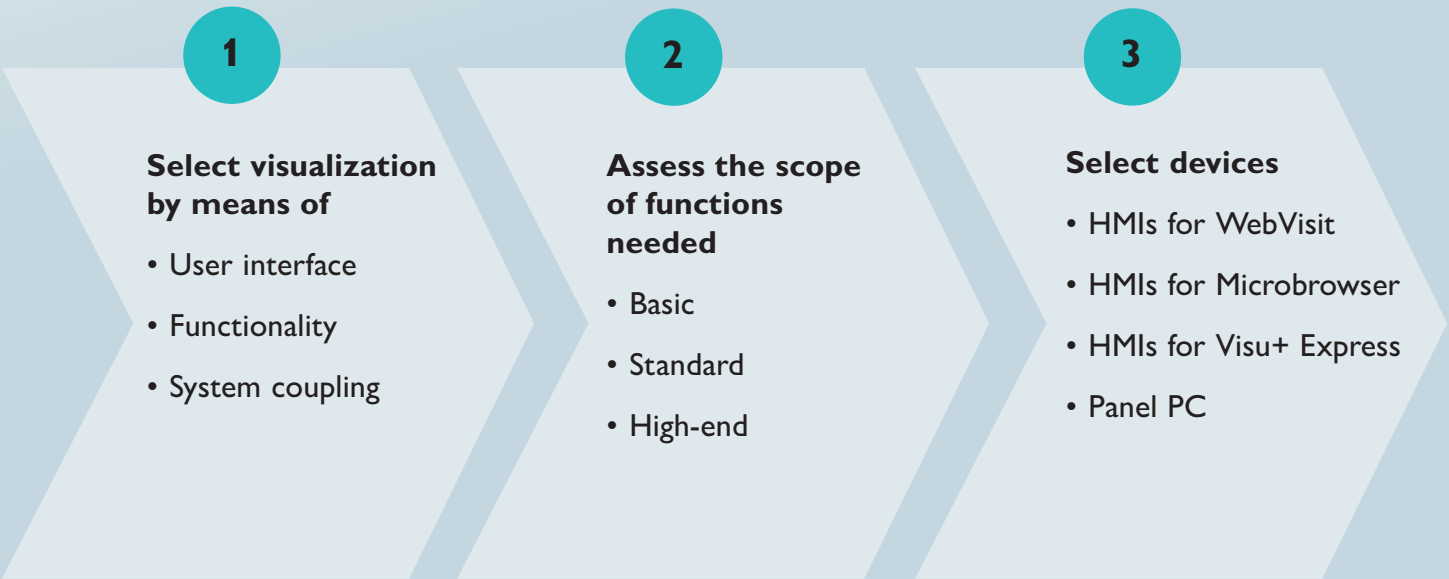 1
Select visualization
by means of
• User interface
• Functionality
• System coupling
2
Assess the scope
of functions
needed
• Basic
• Standard
• High-end
3
Select devices
• HMIs for WebVisit
• HMIs for Microbrowser
• HMIs for Visu+ Express
• Panel PC